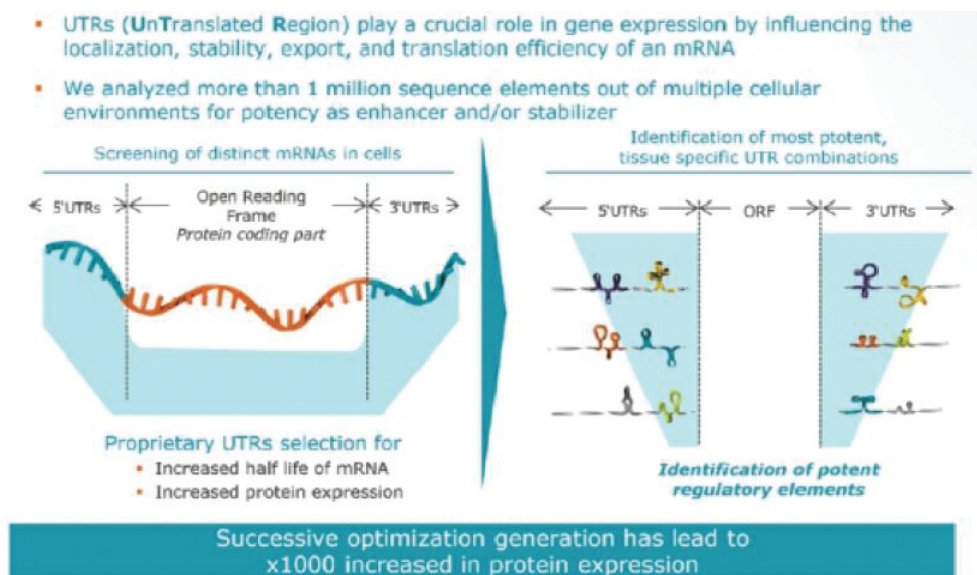 UTRs (UnTranslated Region) play a crucial role in gene expression by influencing the
localization, stability, export, and translation efficiency of an mRNA
We analyzed more than 1 million sequence elements out of multiple cellular
environments for potency as enhancer and/or stabilizer
Screening of distinct mRNAs in cells
5'UTRs
Open Reading
Frame
Protein coding part
3'UTRs
Proprietary UTRs selection for
Increased half life of mRNA
Increased protein expression
Identification of most ptotent,
tissue specific UTR combinations
5'UTRs
ORF
3'UTRs
Identification of potent
regulatory elements
Successive optimization generation has lead to
x1000 increased in protein expression